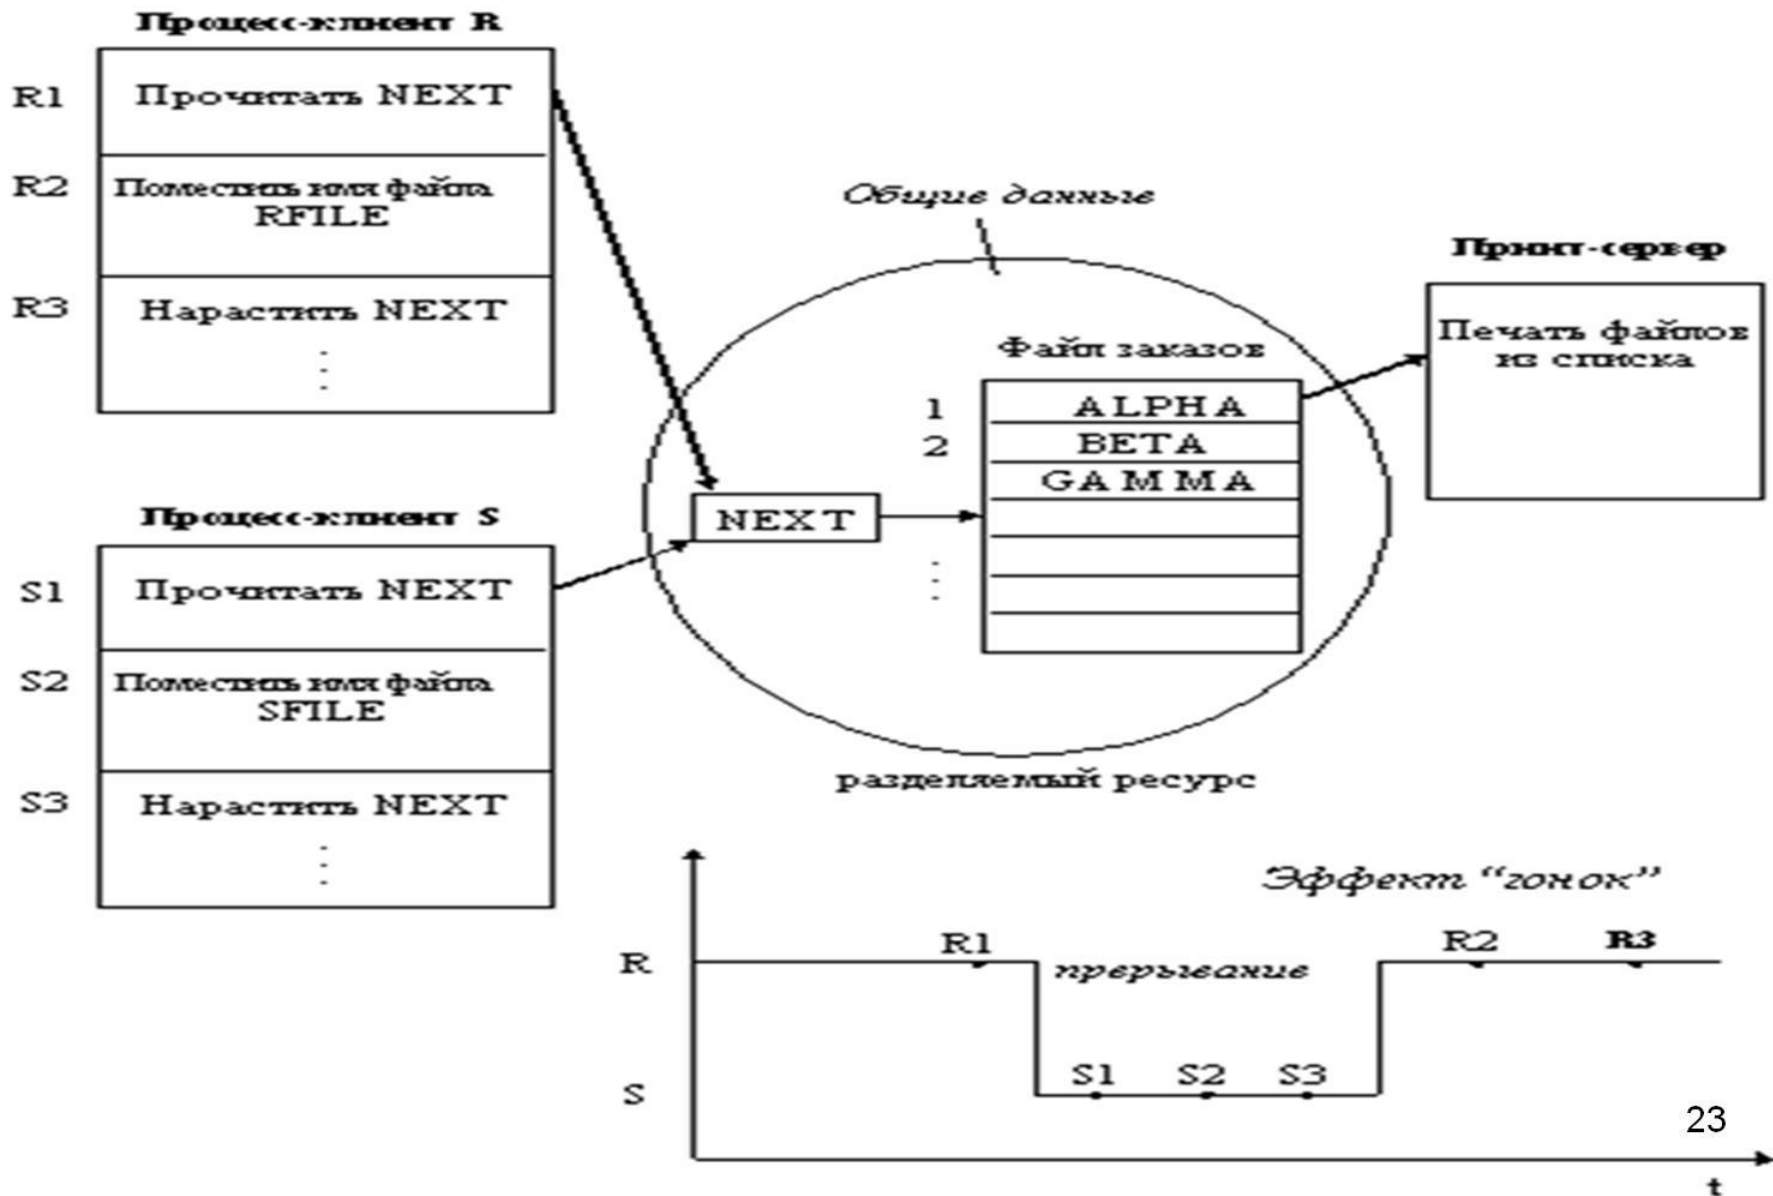 Процесс-клиент R
R1
Прочитать NEXT
R2
Поместить имя файла
RFILE
R3
Нарастить NEXT
Процесс-клиент S
S1
Прочитать NEXT
S2
Поместить имя файла
SFILE
S3
Нарастить NEXT
Общие данные
Файл заказов
1
ALPHA
2
BETA
GAMMA
NEXT
разделяемый ресурс
Принт-сервер
Печать файлов
из списка
Эффект “гонок”
R
R1
прерывание
R2
R3
S
S1
S2
S3
23
t